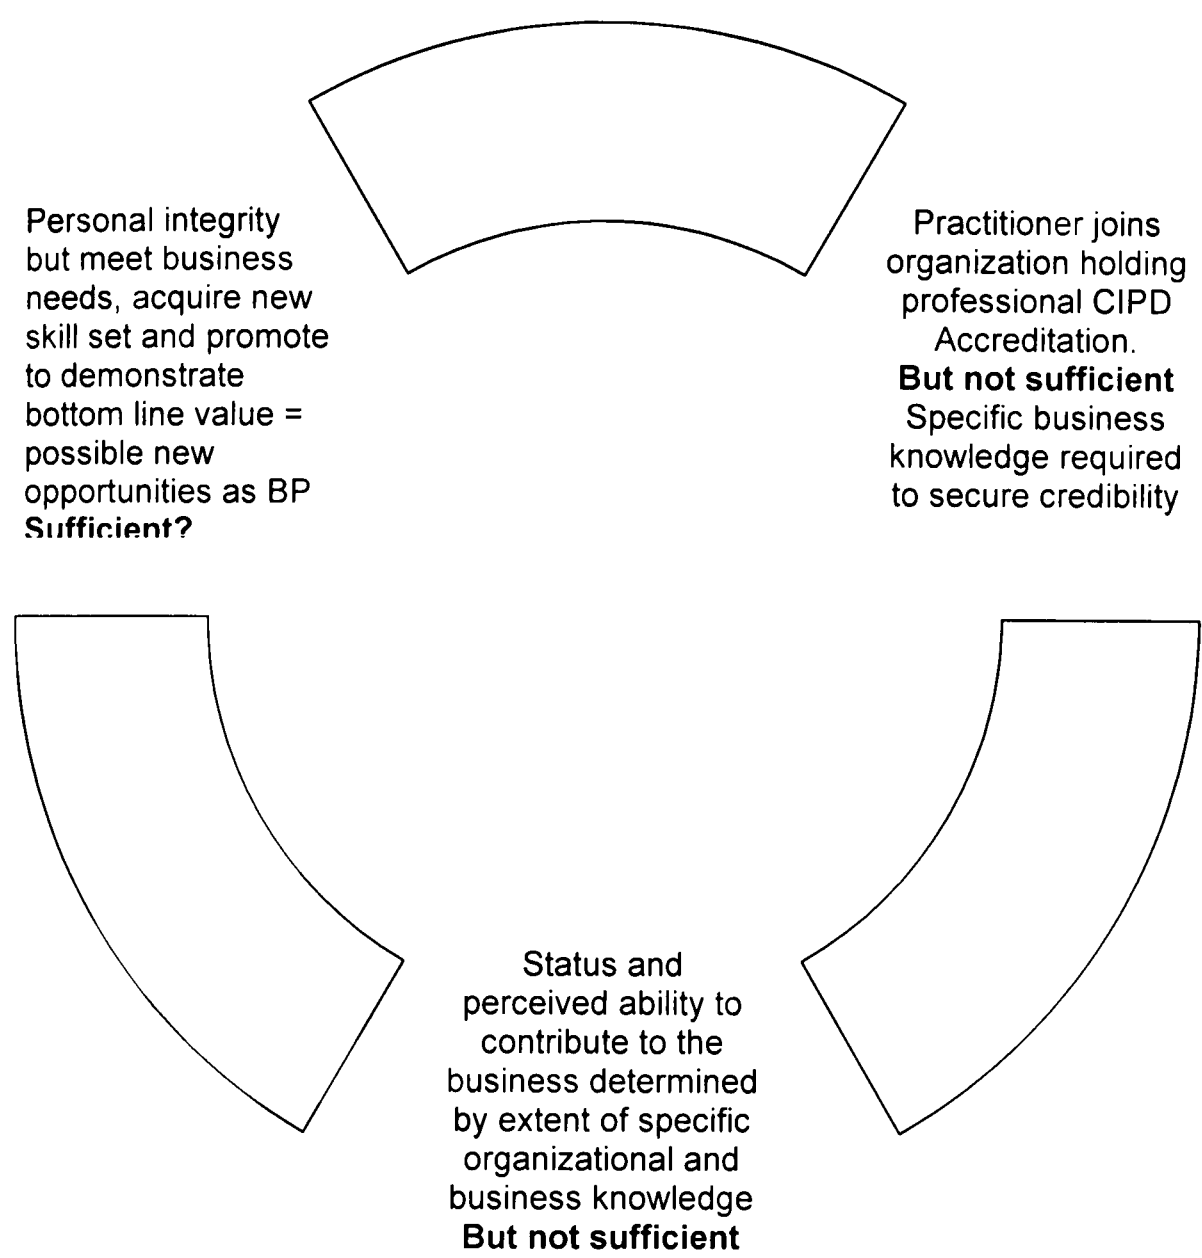 Personal integrity
but meet business
needs, acquire new
skill set and promote
to demonstrate
bottom line value =
possible new
opportunities as BP
Sufficient?
Practitioner joins
organization holding
professional CIPD
Accreditation.
But not sufficient
Specific business
knowledge required
to secure credibility
Status and
perceived ability to
contribute to the
business determined
by extent of specific
organizational and
business knowledge
But not sufficient